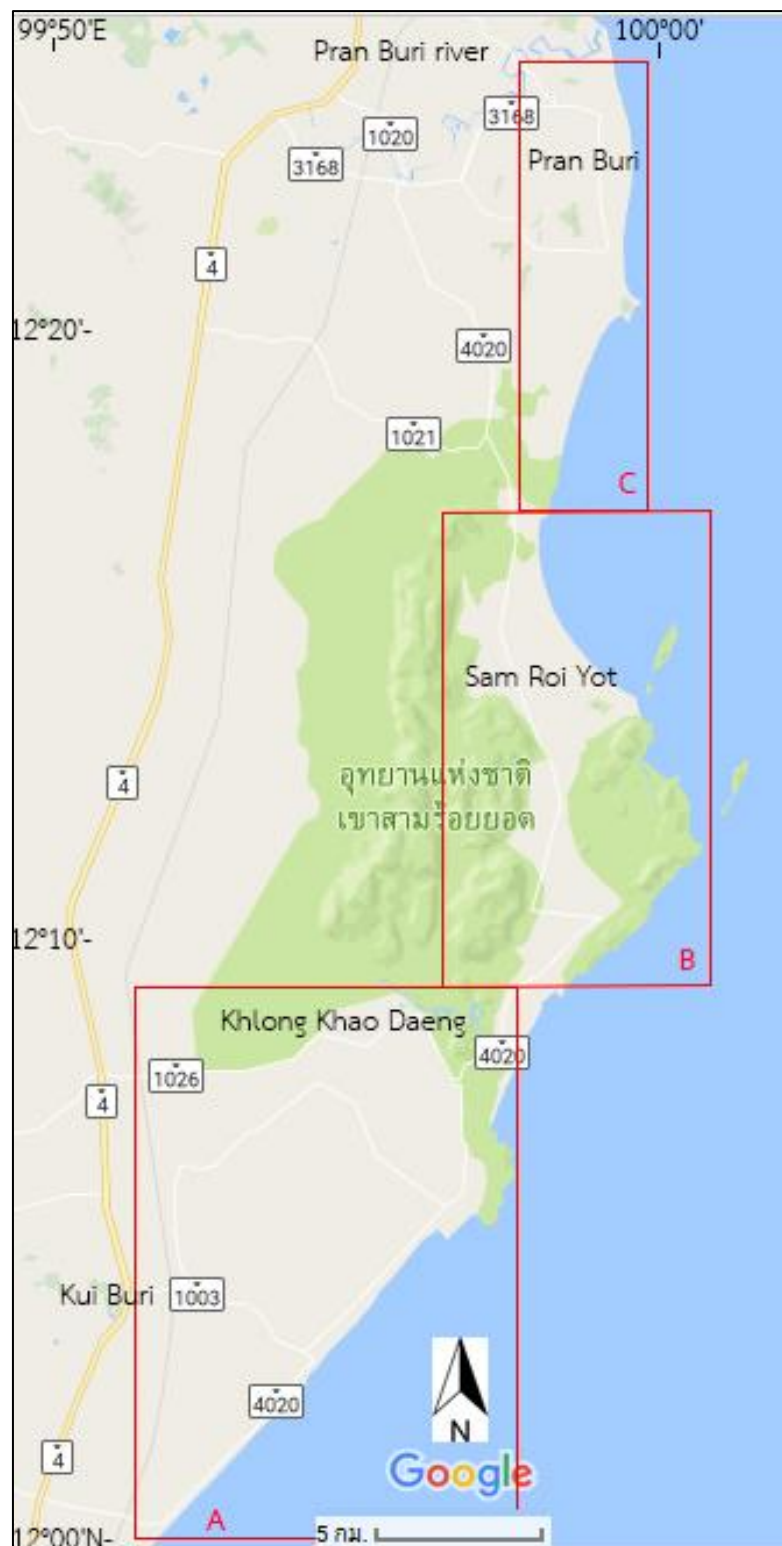 99°50'E
100°00'
Pran Buri river
3168
1020
3168
Pran Buri
4
12°20'-
4020
1021
C
Sam Roi Yot
อุทยานแห่งชาติ
เขาสามร้อยยอด
4
12°10'-
B
Khlong Khao Daeng
4020
1026
4
Kui Buri
1003
4020
N
4
Google
A
12°00'N-
5 กม.